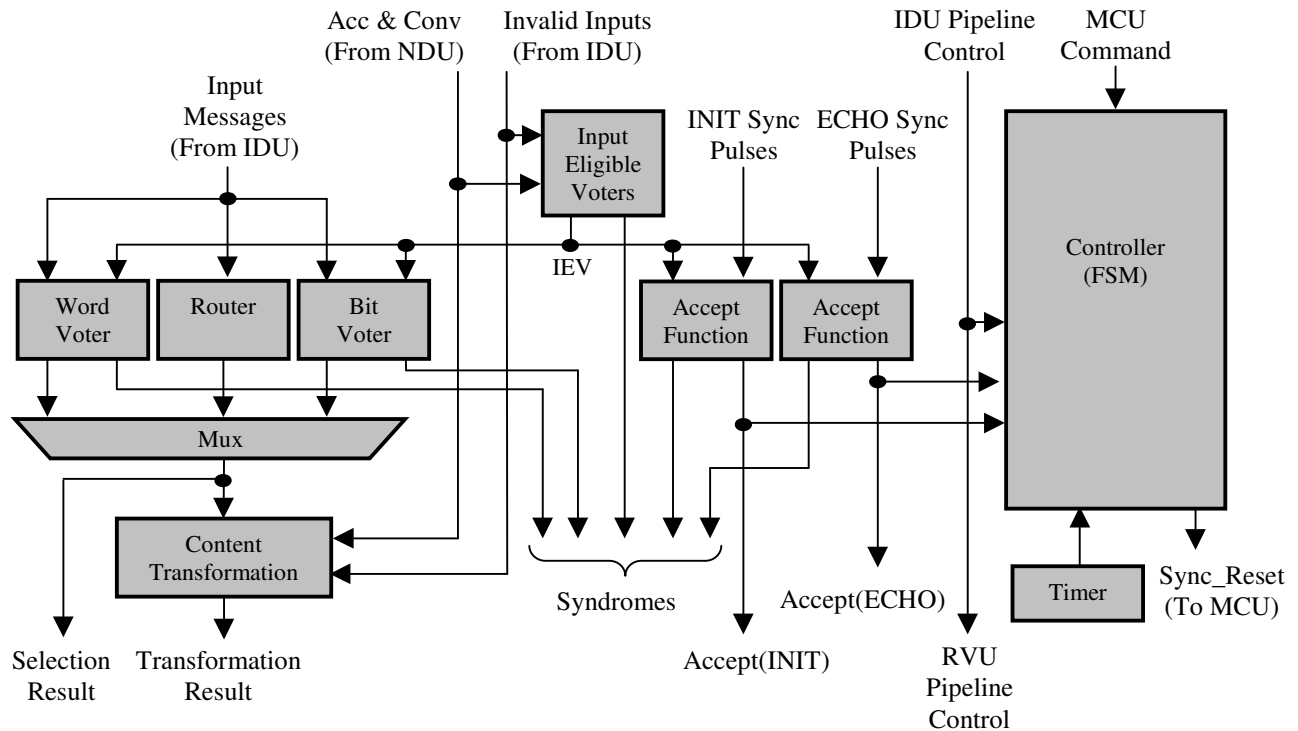 Acc & Conv
(From NDU)
Invalid Inputs
(From IDU)
IDU Pipeline
Control
MCU
Command
Input
Messages
(From IDU)
Input
Eligible
Voters
INIT Sync
Pulses
ECHO Sync
Pulses
Controller
(FSM)
IEV
Word
Voter
Router
Bit
Voter
Accept
Function
Accept
Function
Mux
Content
Transformation
Syndromes
Accept(ECHO)
Timer
Sync_Reset
(To MCU)
Selection
Result
Transformation
Result
Accept(INIT)
RVU
Pipeline
Control